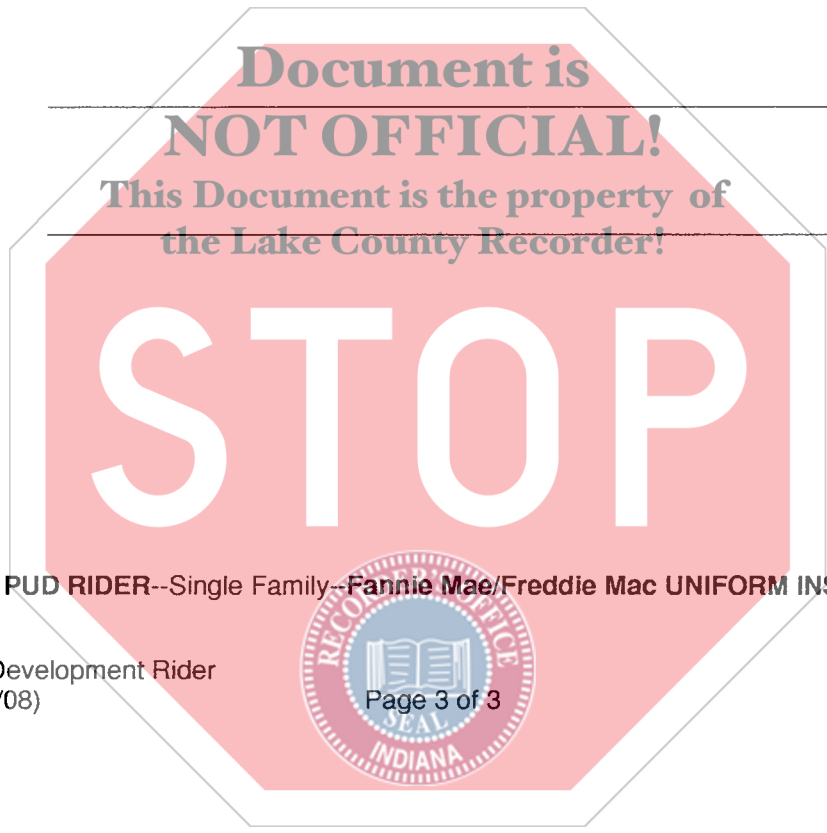 Document is
NOT OFFICIAL!
This Document is the property of
the Lake County Recorder!
STOP
PUD RIDER--Single Family--Fannie Mae/Freddie Mac UNIFORM INS
Development Rider
/08)
Page 3 of 3
RECORDER'S OFFICE
SEAL
INDIANA